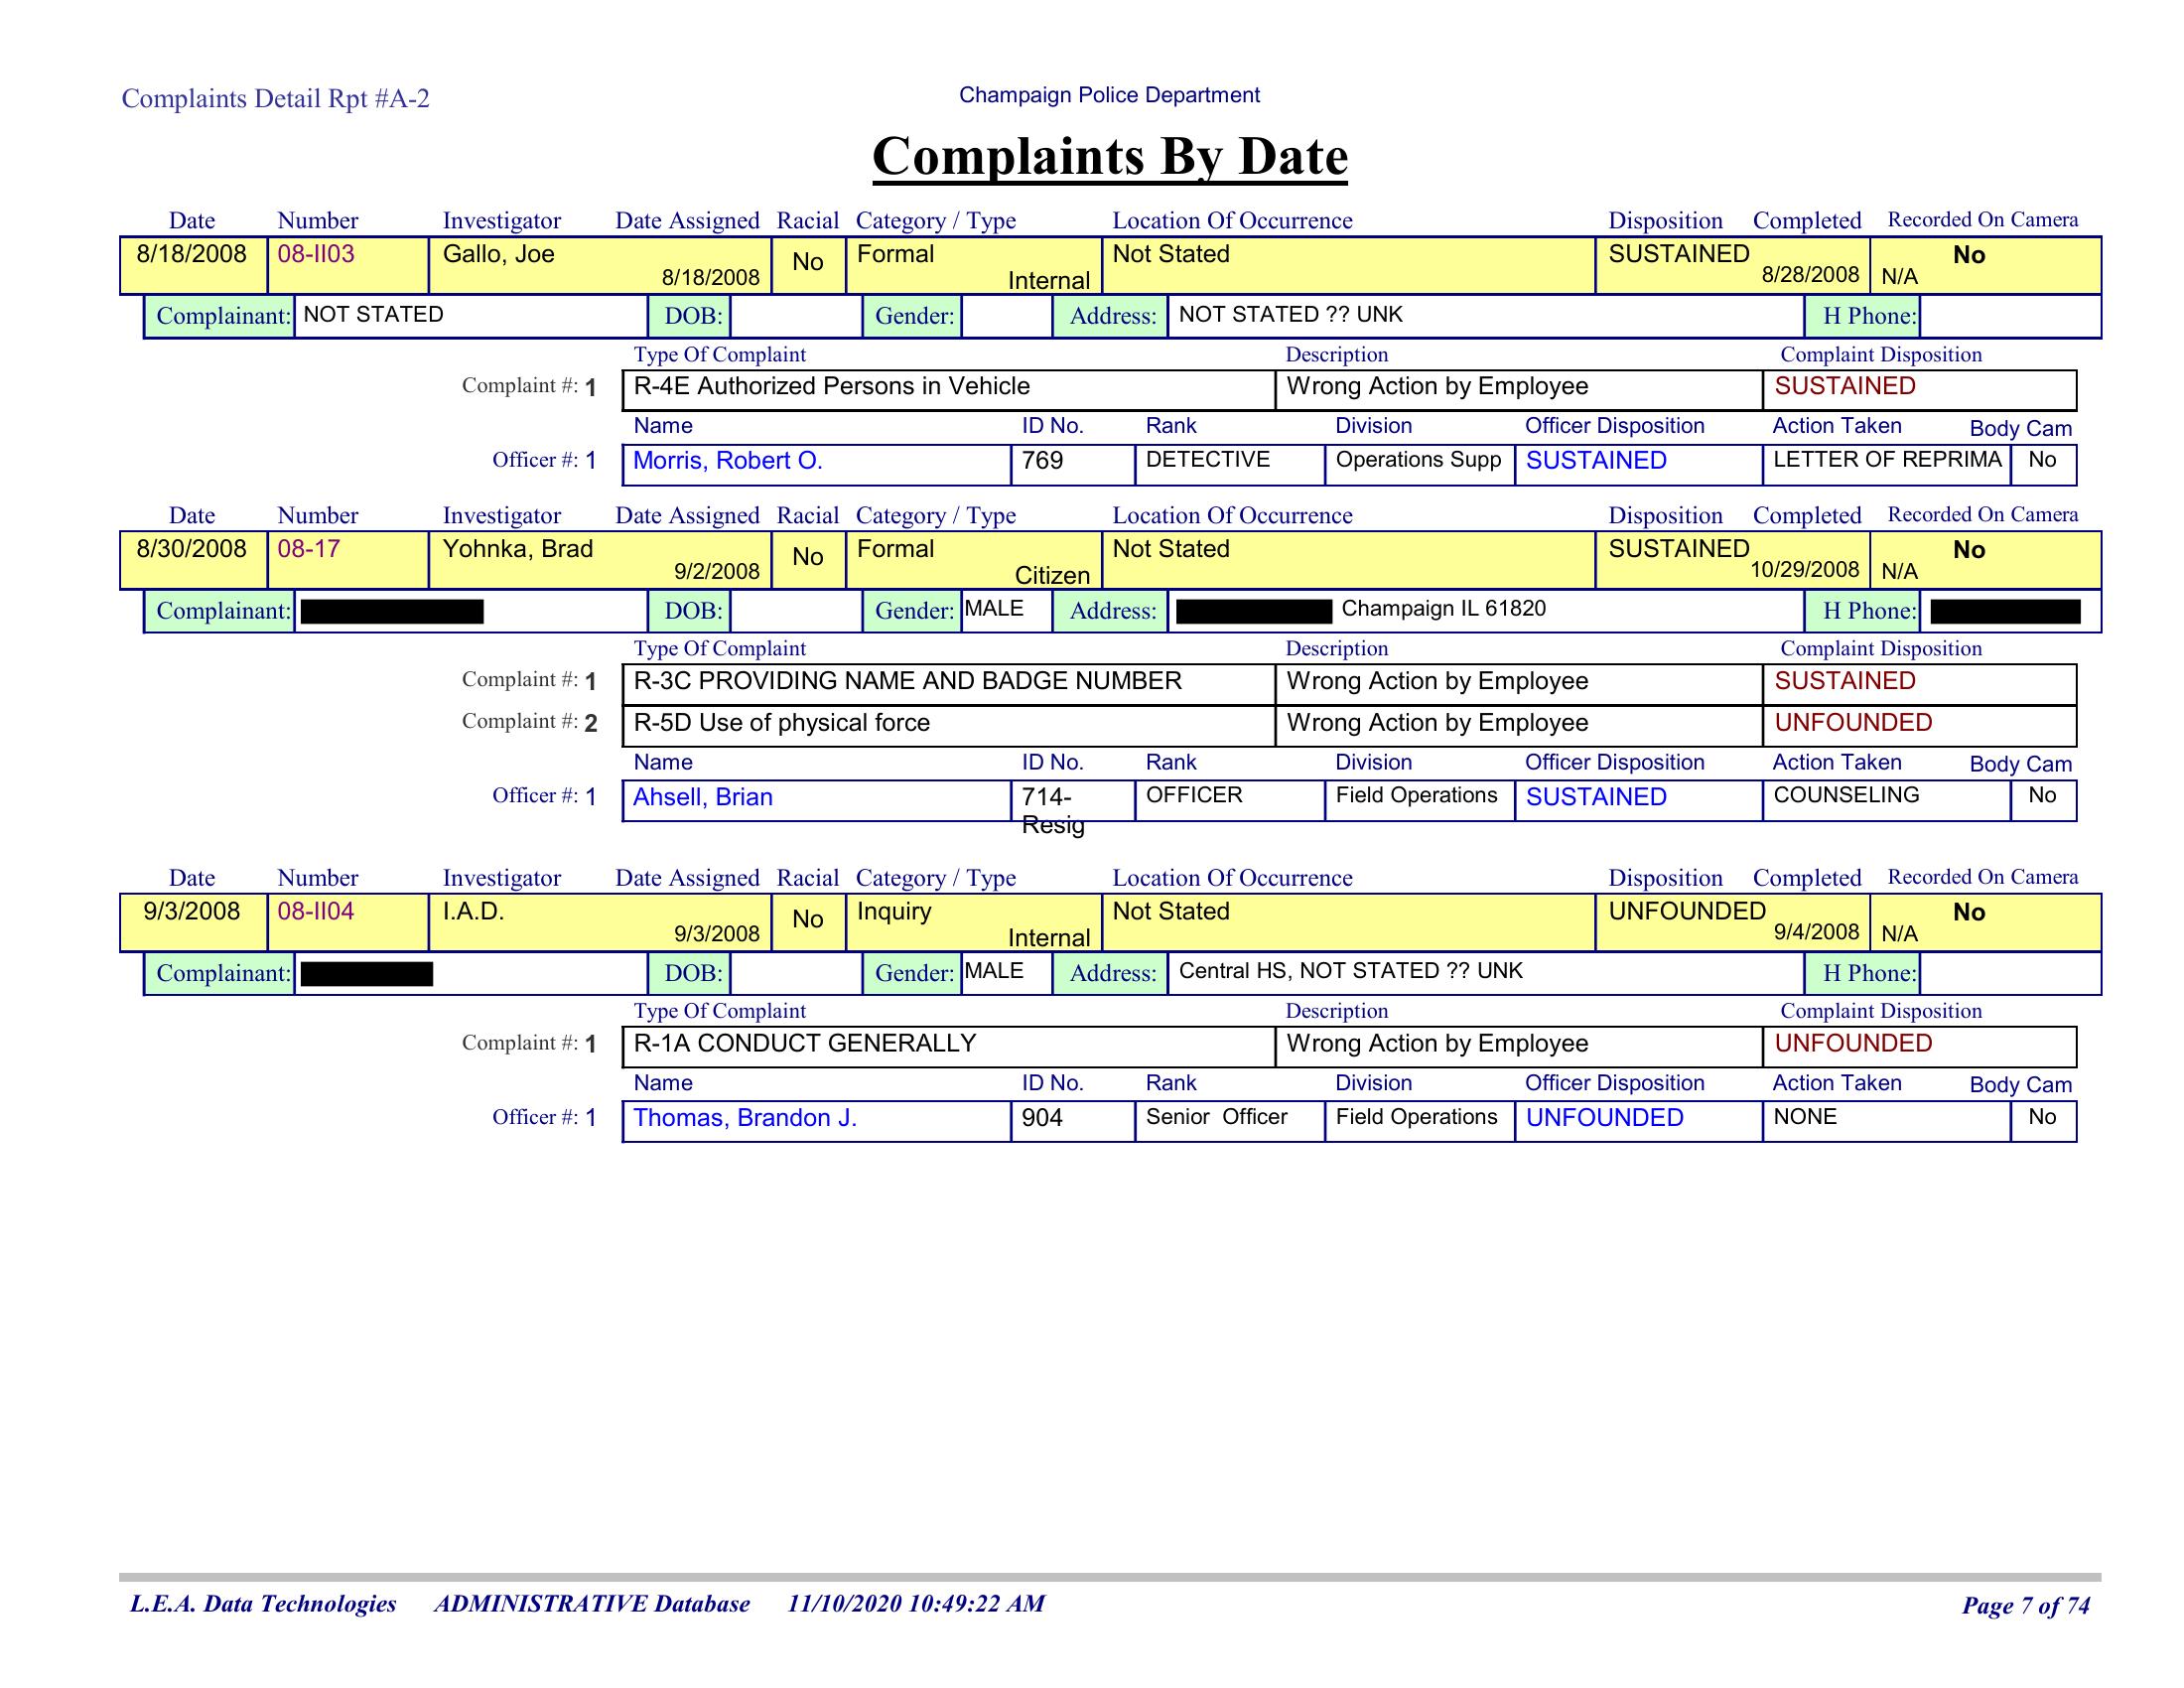 Complaints Detail Rpt #A-2
Champaign Police Department
Complaints By Date
Date Number Investigator Date Assigned Racial Category / Type Location Of Occurrence Disposition Completed Recorded On Camera
8/18/2008 08-II03 Gallo, Joe 8/18/2008 No Formal Internal Not Stated SUSTAINED 8/28/2008 N/A No
Complainant: NOT STATED DOB: Gender: Address: NOT STATED ?? UNK H Phone:
Type Of Complaint Description Complaint Disposition
Complaint #: 1 R-4E Authorized Persons in Vehicle Wrong Action by Employee SUSTAINED
Name ID No. Rank Division Officer Disposition Action Taken Body Cam
Officer #: 1 Morris, Robert O. 769 DETECTIVE Operations Supp SUSTAINED LETTER OF REPRIMA No
Date Number Investigator Date Assigned Racial Category / Type Location Of Occurrence Disposition Completed Recorded On Camera
8/30/2008 08-17 Yohnka, Brad 9/2/2008 No Formal Citizen Not Stated SUSTAINED 10/29/2008 N/A No
Complainant: DOB: Gender: MALE Address: Champaign IL 61820 H Phone:
Type Of Complaint Description Complaint Disposition
Complaint #: 1 R-3C PROVIDING NAME AND BADGE NUMBER Wrong Action by Employee SUSTAINED
Complaint #: 2 R-5D Use of physical force Wrong Action by Employee UNFOUNDED
Name ID No. Rank Division Officer Disposition Action Taken Body Cam
Officer #: 1 Ahsell, Brian 714- OFFICER Field Operations SUSTAINED COUNSELING No
Resig
Date Number Investigator Date Assigned Racial Category / Type Location Of Occurrence Disposition Completed Recorded On Camera
9/3/2008 08-II04 I.A.D. 9/3/2008 No Inquiry Internal Not Stated UNFOUNDED 9/4/2008 N/A No
Complainant: DOB: Gender: MALE Address: Central HS, NOT STATED ?? UNK H Phone:
Type Of Complaint Description Complaint Disposition
Complaint #: 1 R-1A CONDUCT GENERALLY Wrong Action by Employee UNFOUNDED
Name ID No. Rank Division Officer Disposition Action Taken Body Cam
Officer #: 1 Thomas, Brandon J. 904 Senior Officer Field Operations UNFOUNDED NONE No
L.E.A. Data Technologies ADMINISTRATIVE Database 11/10/2020 10:49:22 AM Page 7 of 74